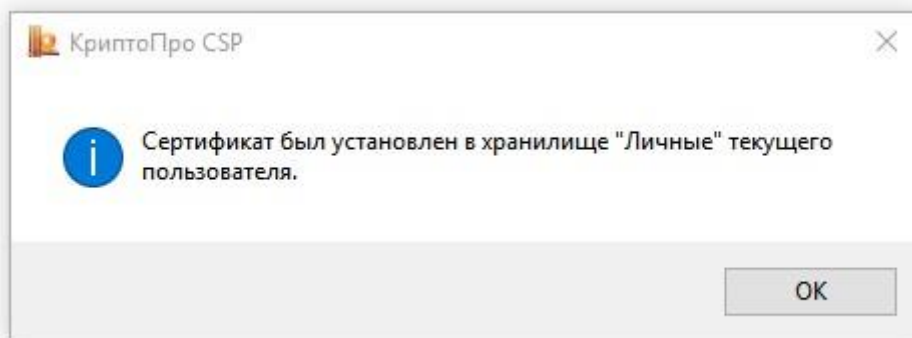 КриптоПро CSP
Сертификат был установлен в хранилище "Личные" текущего
пользователя.
OK